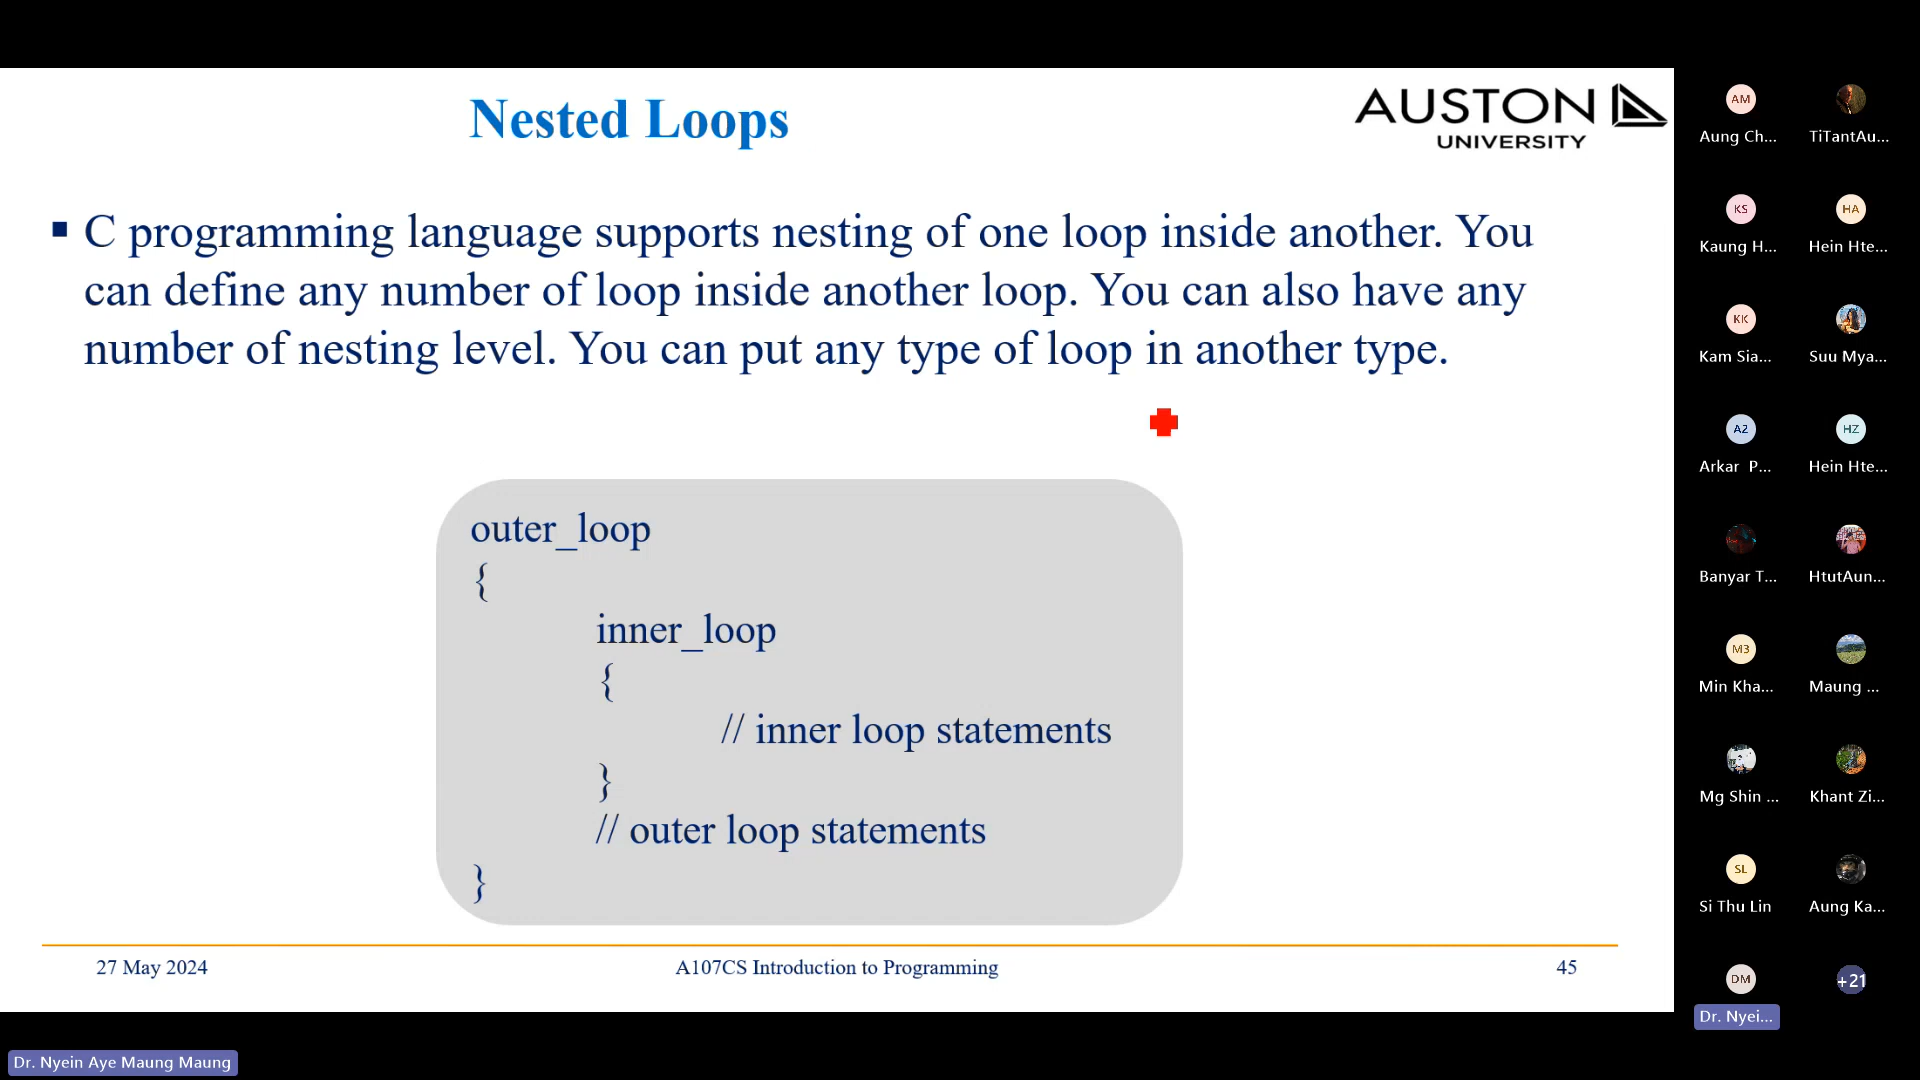 Nested Loops
AUSTON
UNIVERSITY
▪ C programming language supports nesting of one loop inside another. You
can define any number of loop inside another loop. You can also have any
number of nesting level. You can put any type of loop in another type.
outer_loop
{
inner_loop
{
// inner loop statements
}
// outer loop statements
}
27 May 2024 A107CS Introduction to Programming 45
AM
Aung Ch... TiTantAu...
KS HA
Kaung H... Hein Hte...
KK
Kam Sia... Suu Mya...
A2 HZ
Arkar P... Hein Hte...
Banyar T... HtutAun...
M3
Min Kha... Maung ...
Mg Shin ... Khant Zi...
SL
Si Thu Lin Aung Ka...
DM +21
Dr. Nyei...
Dr. Nyein Aye Maung Maung